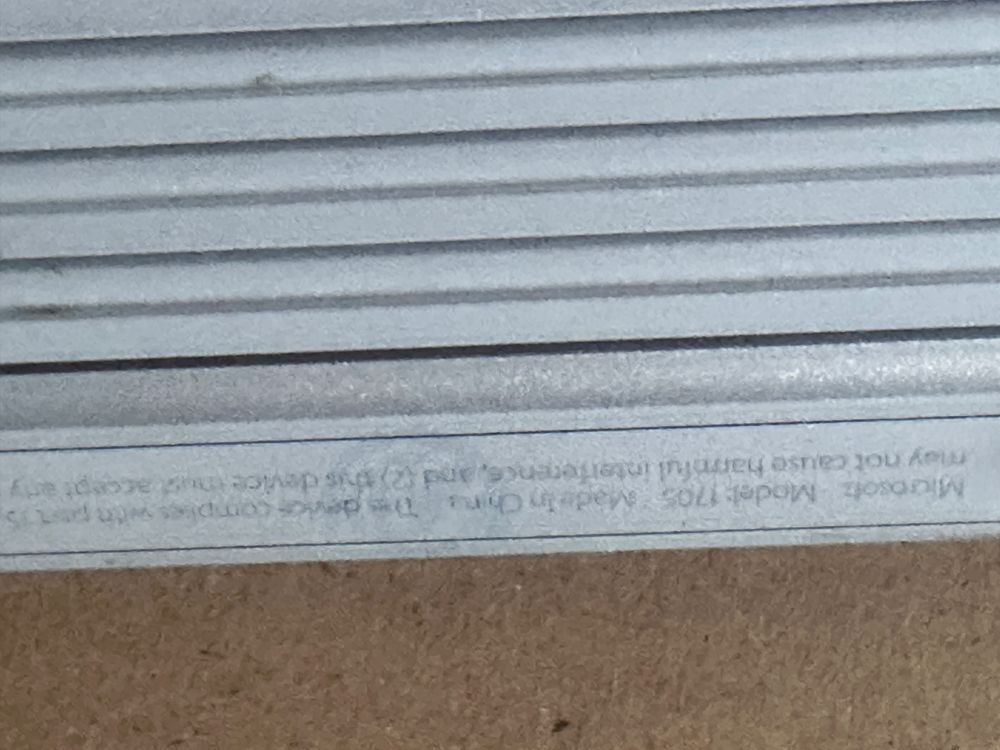 Microsoft Model: 1705 Made in China This device complies with part 15
may not cause harmful interference, and (2) this device must accept any